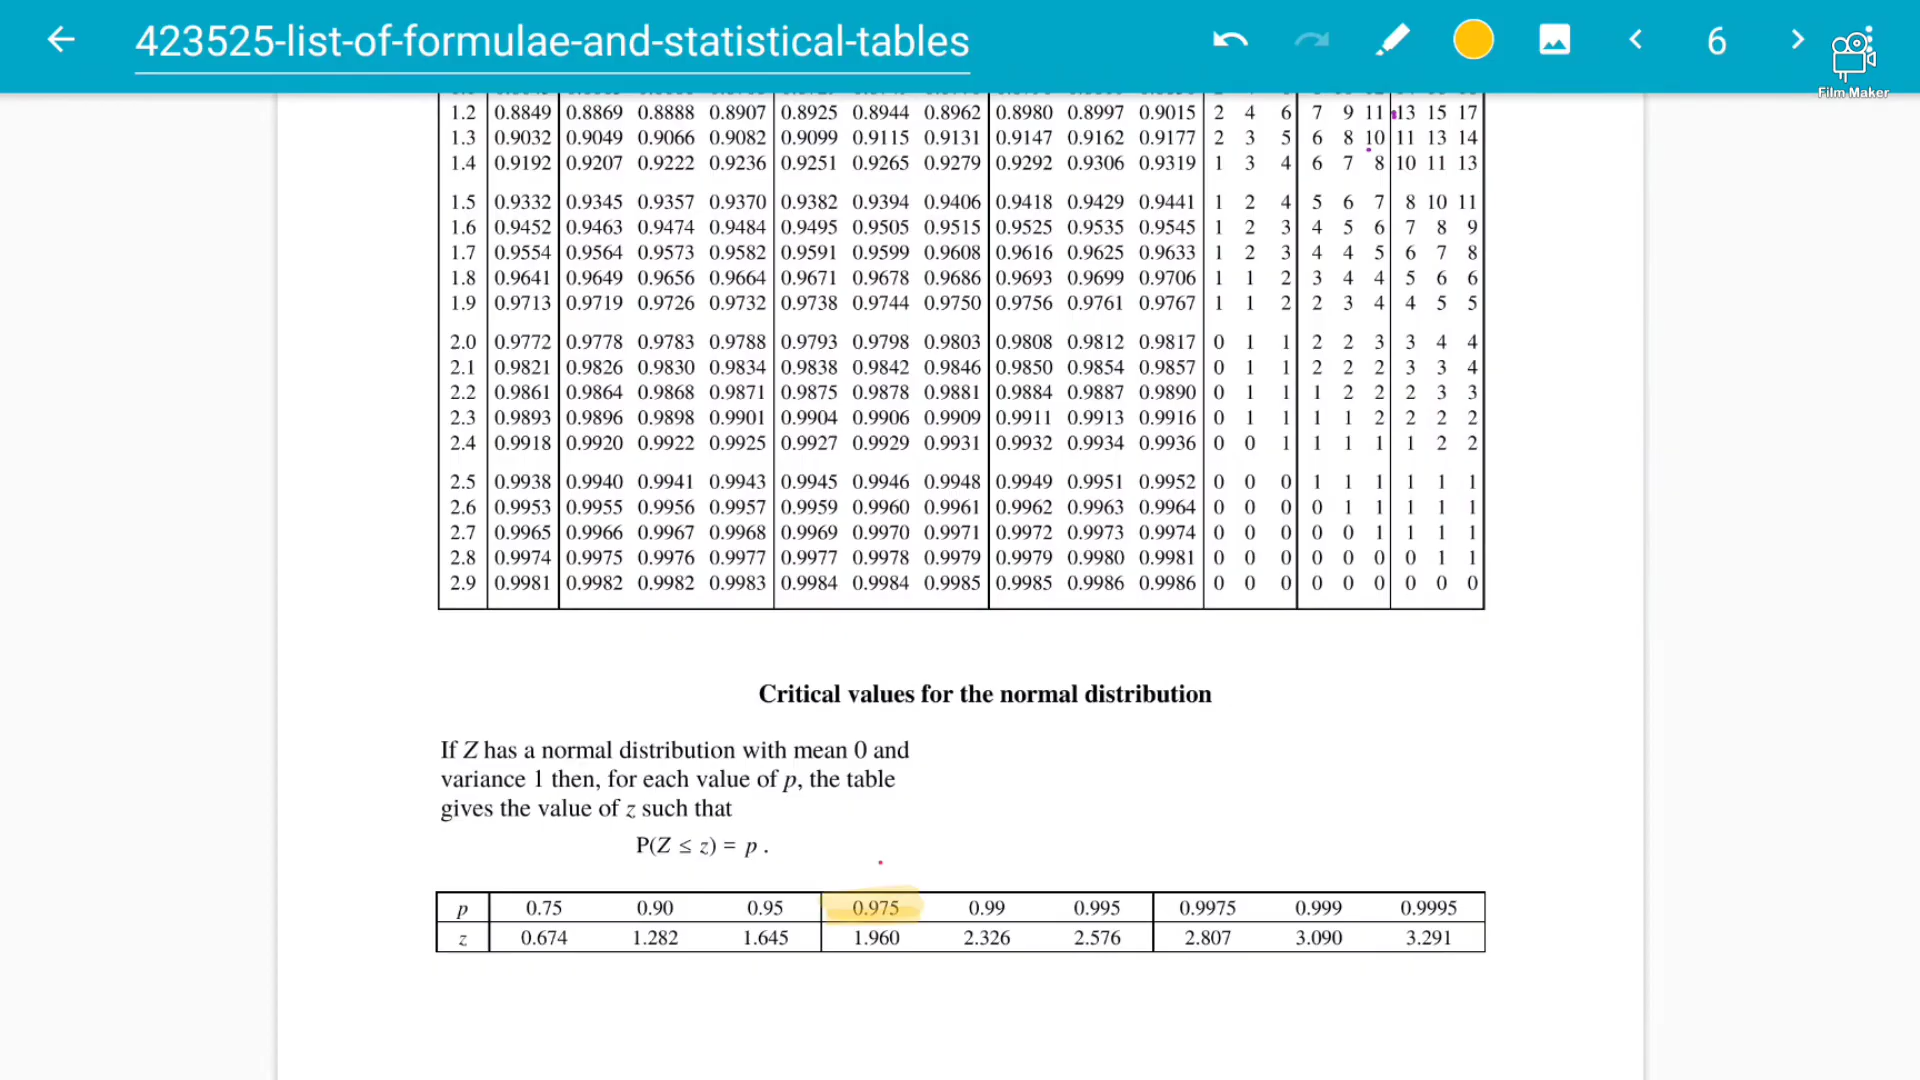 423525-list-of-formulae-and-statistical-tables 6
Film Maker
1.2 0.8849 0.8869 0.8888 0.8907 0.8925 0.8944 0.8962 0.8980 0.8997 0.9015 2 4 6 7 9 11 13 15 17
1.3 0.9032 0.9049 0.9066 0.9082 0.9099 0.9115 0.9131 0.9147 0.9162 0.9177 2 3 5 6 8 10 11 13 14
1.4 0.9192 0.9207 0.9222 0.9236 0.9251 0.9265 0.9279 0.9292 0.9306 0.9319 1 3 4 6 7 8 10 11 13
1.5 0.9332 0.9345 0.9357 0.9370 0.9382 0.9394 0.9406 0.9418 0.9429 0.9441 1 2 4 5 6 7 8 10 11
1.6 0.9452 0.9463 0.9474 0.9484 0.9495 0.9505 0.9515 0.9525 0.9535 0.9545 1 2 3 4 5 6 7 8 9
1.7 0.9554 0.9564 0.9573 0.9582 0.9591 0.9599 0.9608 0.9616 0.9625 0.9633 1 2 3 4 4 5 6 7 8
1.8 0.9641 0.9649 0.9656 0.9664 0.9671 0.9678 0.9686 0.9693 0.9699 0.9706 1 1 2 3 4 4 5 6 6
1.9 0.9713 0.9719 0.9726 0.9732 0.9738 0.9744 0.9750 0.9756 0.9761 0.9767 1 1 2 2 3 4 4 5 5
2.0 0.9772 0.9778 0.9783 0.9788 0.9793 0.9798 0.9803 0.9808 0.9812 0.9817 0 1 1 2 2 3 3 4 4
2.1 0.9821 0.9826 0.9830 0.9834 0.9838 0.9842 0.9846 0.9850 0.9854 0.9857 0 1 1 2 2 2 3 3 4
2.2 0.9861 0.9864 0.9868 0.9871 0.9875 0.9878 0.9881 0.9884 0.9887 0.9890 0 1 1 1 2 2 2 3 3
2.3 0.9893 0.9896 0.9898 0.9901 0.9904 0.9906 0.9909 0.9911 0.9913 0.9916 0 1 1 1 1 2 2 2 2
2.4 0.9918 0.9920 0.9922 0.9925 0.9927 0.9929 0.9931 0.9932 0.9934 0.9936 0 0 1 1 1 1 1 2 2
2.5 0.9938 0.9940 0.9941 0.9943 0.9945 0.9946 0.9948 0.9949 0.9951 0.9952 0 0 0 1 1 1 1 1 1
2.6 0.9953 0.9955 0.9956 0.9957 0.9959 0.9960 0.9961 0.9962 0.9963 0.9964 0 0 0 0 1 1 1 1 1
2.7 0.9965 0.9966 0.9967 0.9968 0.9969 0.9970 0.9971 0.9972 0.9973 0.9974 0 0 0 0 0 1 1 1 1
2.8 0.9974 0.9975 0.9976 0.9977 0.9977 0.9978 0.9979 0.9979 0.9980 0.9981 0 0 0 0 0 0 0 1 1
2.9 0.9981 0.9982 0.9982 0.9983 0.9984 0.9984 0.9985 0.9985 0.9986 0.9986 0 0 0 0 0 0 0 0 0
Critical values for the normal distribution
If Z has a normal distribution with mean 0 and
variance 1 then, for each value of p, the table
gives the value of z such that
P(Z ≤ z) = p .
p 0.75 0.90 0.95 0.975 0.99 0.995 0.9975 0.999 0.9995
z 0.674 1.282 1.645 1.960 2.326 2.576 2.807 3.090 3.291